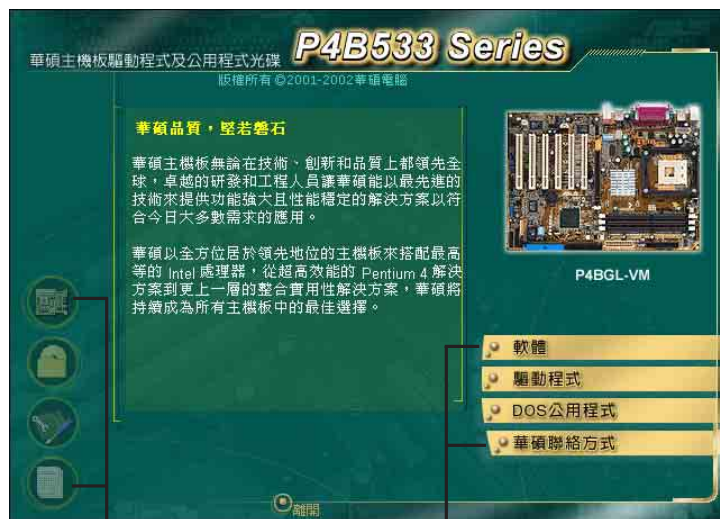 華碩主機板驅動程式及公用程式光碟 P4B533 Series
版權所有 ©2001-2002華碩電腦
華碩品質，堅若磐石
華碩主機板無論在技術、創新和品質上都領先全
球，卓越的研發和工程人員讓華碩能以最先進的
技術來提供功能強大且性能穩定的解決方案以符
合今日大多數需求的應用。
華碩以全方位居於領先地位的主機板來搭配最高
等的 Intel 處理器，從超高效能的 Pentium 4 解決
方案到更上一層的整合實用性解決方案，華碩將
持續成為所有主機板中的最佳選擇。
P4BGL-VM
軟體
驅動程式
DOS公用程式
華碩聯絡方式
離開